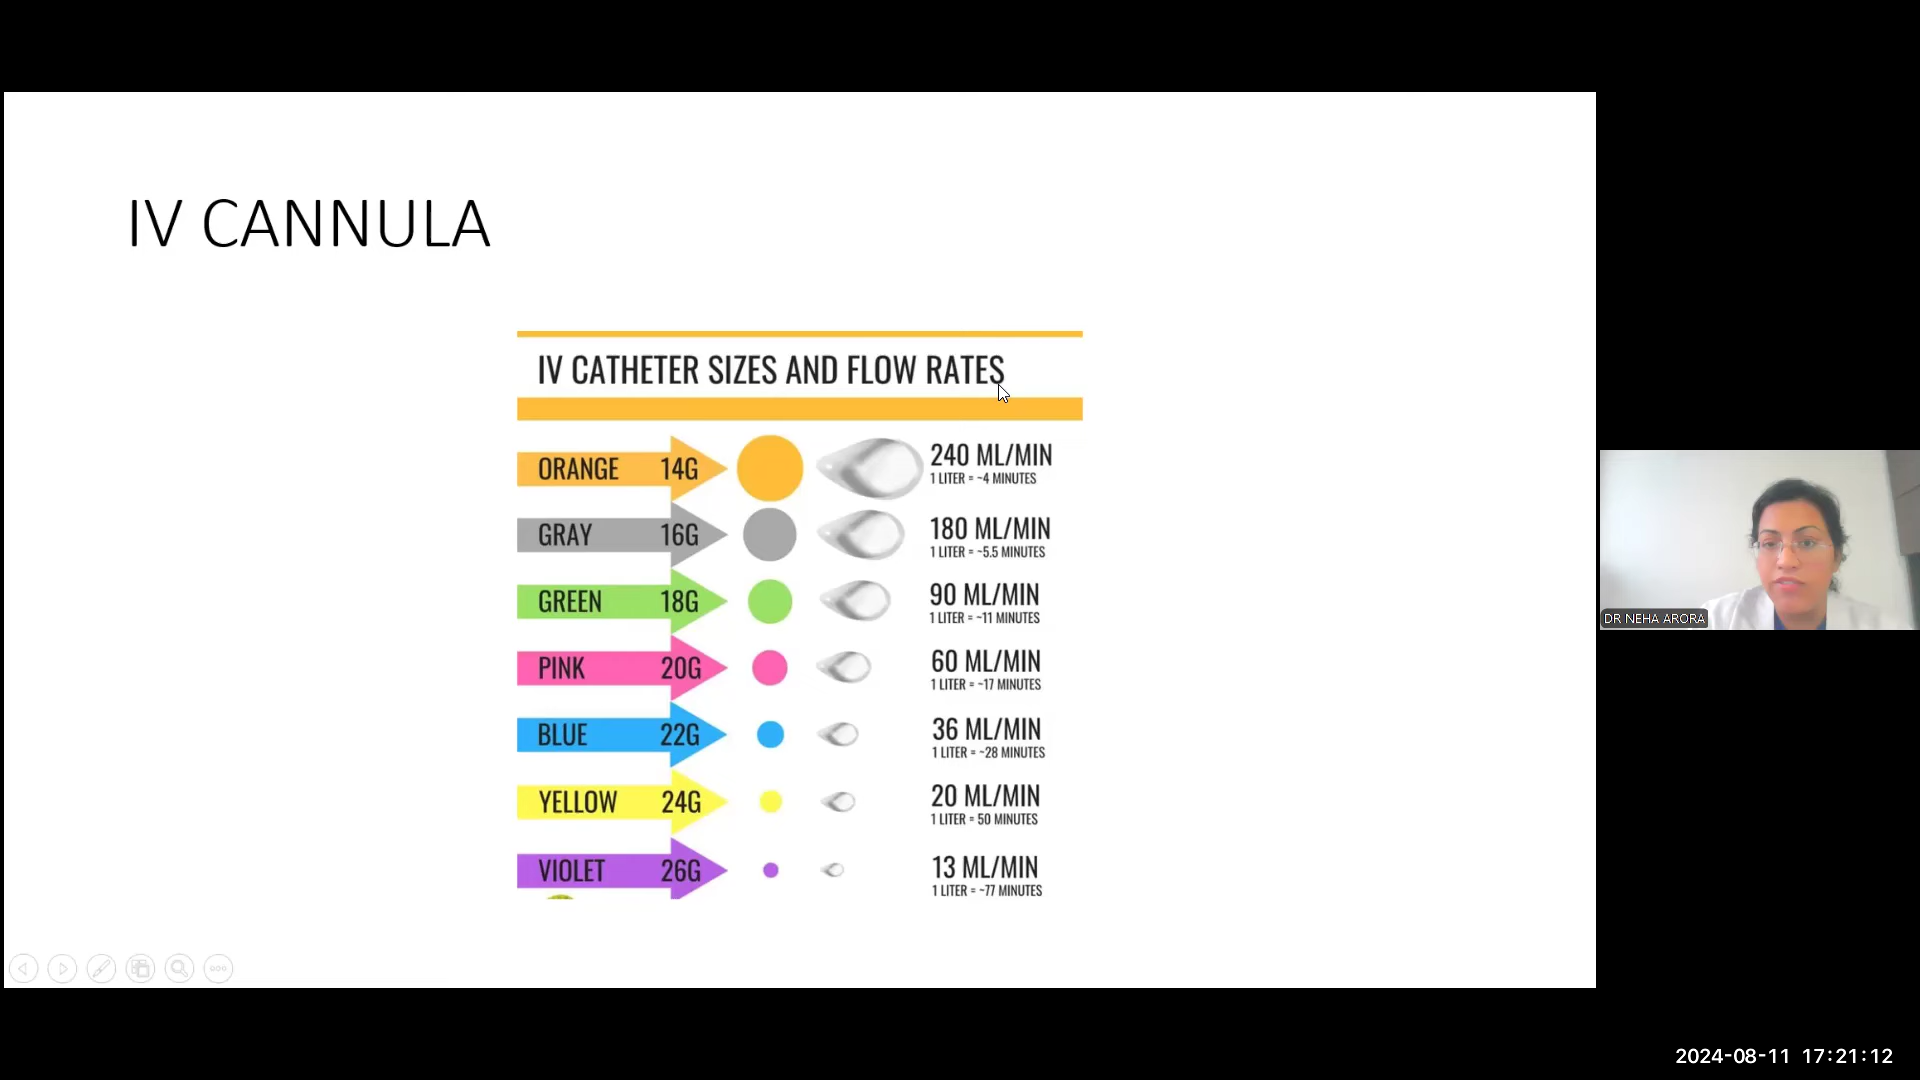 IV CANNULA
IV CATHETER SIZES AND FLOW RATES
ORANGE 14G 240 ML/MIN
1 LITER = ~4 MINUTES
GRAY 16G 180 ML/MIN
1 LITER = ~5.5 MINUTES
GREEN 18G 90 ML/MIN
1 LITER = ~11 MINUTES
PINK 20G 60 ML/MIN
1 LITER = ~17 MINUTES
BLUE 22G 36 ML/MIN
1 LITER = ~28 MINUTES
YELLOW 24G 20 ML/MIN
1 LITER = 50 MINUTES
VIOLET 26G 13 ML/MIN
1 LITER = ~77 MINUTES
DR NEHA ARORA
2024-08-11 17:21:12